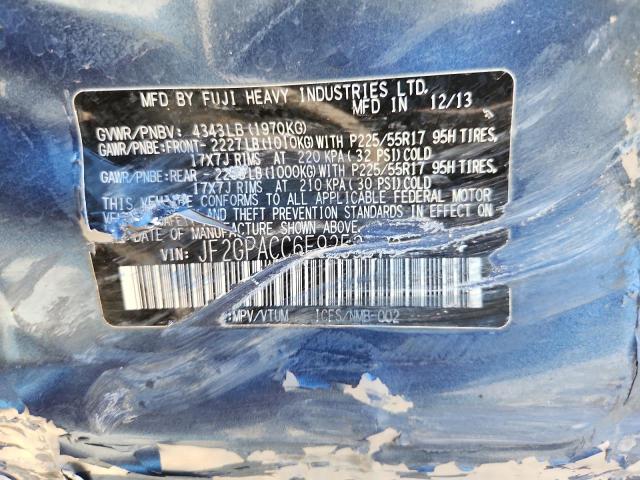 MFD BY FUJI HEAVY INDUSTRIES LTD.
MFD IN 12/13
GVWR/PNBV: 4343LB(1970KG)
GAWR/PNBE:FRONT- 2227LB(1010KG)WITH P225/55R17 95H TIRES,
17X7J RIMS AT 220 KPA(32 PSI)COLD
GAWR/PNBE:REAR - LB(1000KG)WITH P225/55R17 95H TIRES,
17X7J RIMS AT 210 KPA(30 PSI)COLD
THIS VEHICLE CONFORMS TO ALL APPLICABLE FEDERAL MOTOR
VEHICLE SAFETY AND THEFT PREVENTION STANDARDS IN EFFECT ON
DATE OF MANUFACTURE SHOWN ABOVE.
VIN:
:MPV/VTUM ICES/NMB-002